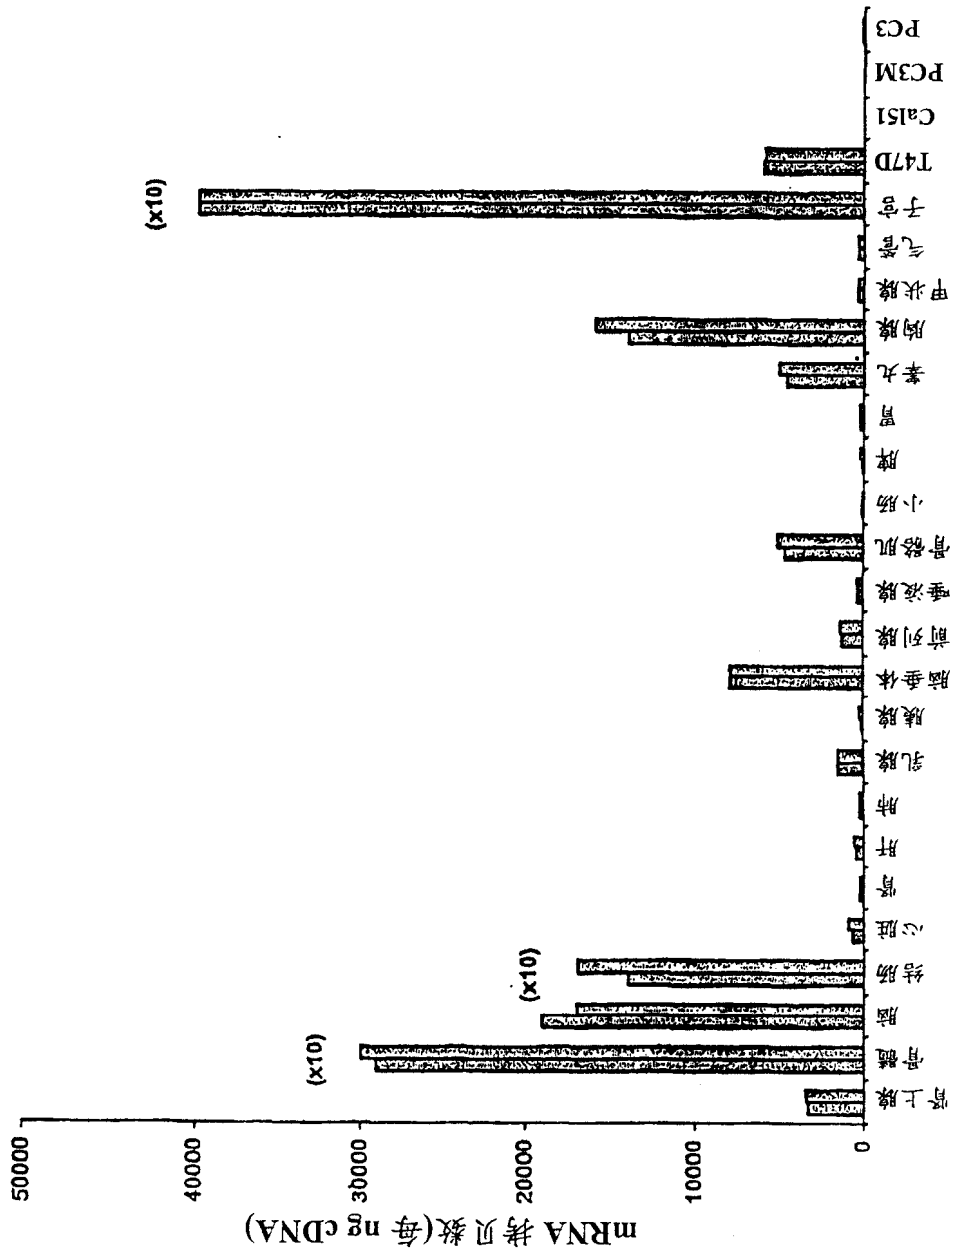 mRNA 拷贝数(每 ng cDNA)
50000
40000
30000
20000
10000
0
(x10)
(x10)
(x10)
肾上腺
骨髓
脑
结肠
心脏
肾
肝
肺
乳腺
胰腺
脑垂体
前列腺
唾液腺
骨骼肌
小肠
脾
胃
睾丸
胸腺
甲状腺
气管
子宫
T47D
Cal51
PC3M
PC3